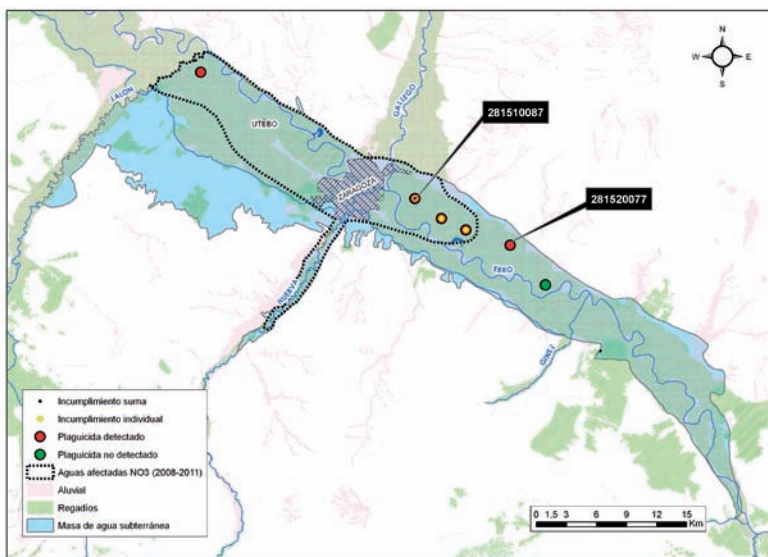 N
W E
S
JALON
GALLEGO
281510087
UTEBO
ZARAGOZA
281520077
EBRO
HUERVA
GINEL
Incumplimiento suma
Incumplimiento individual
Plaguicida detectado
Plaguicida no detectado
Aguas afectadas NO3 (2008-2011)
Aluvial
Regadíos
Masa de agua subterránea
0 1,5 3 6 9 12 15
Km